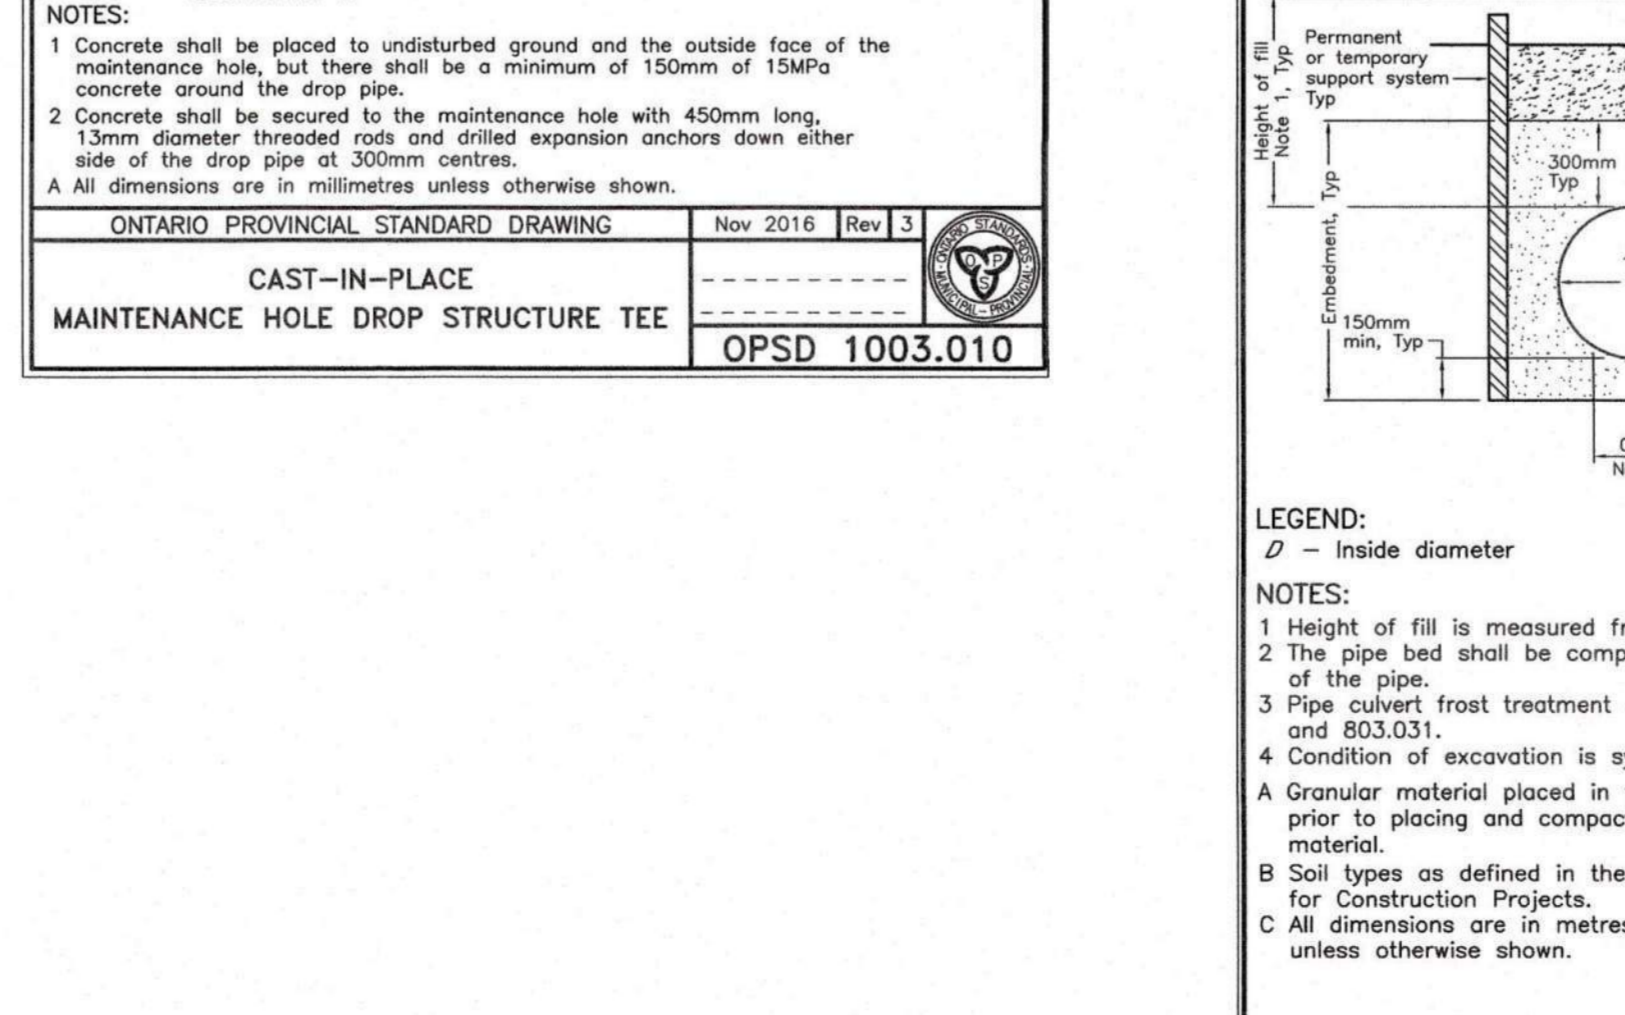 NOTES:
1 Concrete shall be placed to undisturbed ground and the outside face of the
maintenance hole, but there shall be a minimum of 150mm of 15MPa
concrete around the drop pipe.
2 Concrete shall be secured to the maintenance hole with 450mm long,
13mm diameter threaded rods and drilled expansion anchors down either
side of the drop pipe at 300mm centres.
A All dimensions are in millimetres unless otherwise shown.
ONTARIO PROVINCIAL STANDARD DRAWING
Nov 2016 Rev 3
CAST-IN-PLACE
MAINTENANCE HOLE DROP STRUCTURE TEE
ONTARIO STANDARDS
MUNICIPAL - PROVINCIAL
O P
S
OPSD 1003.010
Height of fill
Note 1, Typ
Permanent
or temporary
support system
Typ
300mm
Typ
Embedment, Typ
150mm
min, Typ
LEGEND:
D - Inside diameter
NOTES:
1 Height of fill is measured
2 The pipe bed shall be
of the pipe.
3 Pipe culvert frost treatment
and 803.031.
4 Condition of excavation is
A Granular material placed in
prior to placing and
material.
B Soil types as defined in the
for Construction Projects.
C All dimensions are in metres
unless otherwise shown.